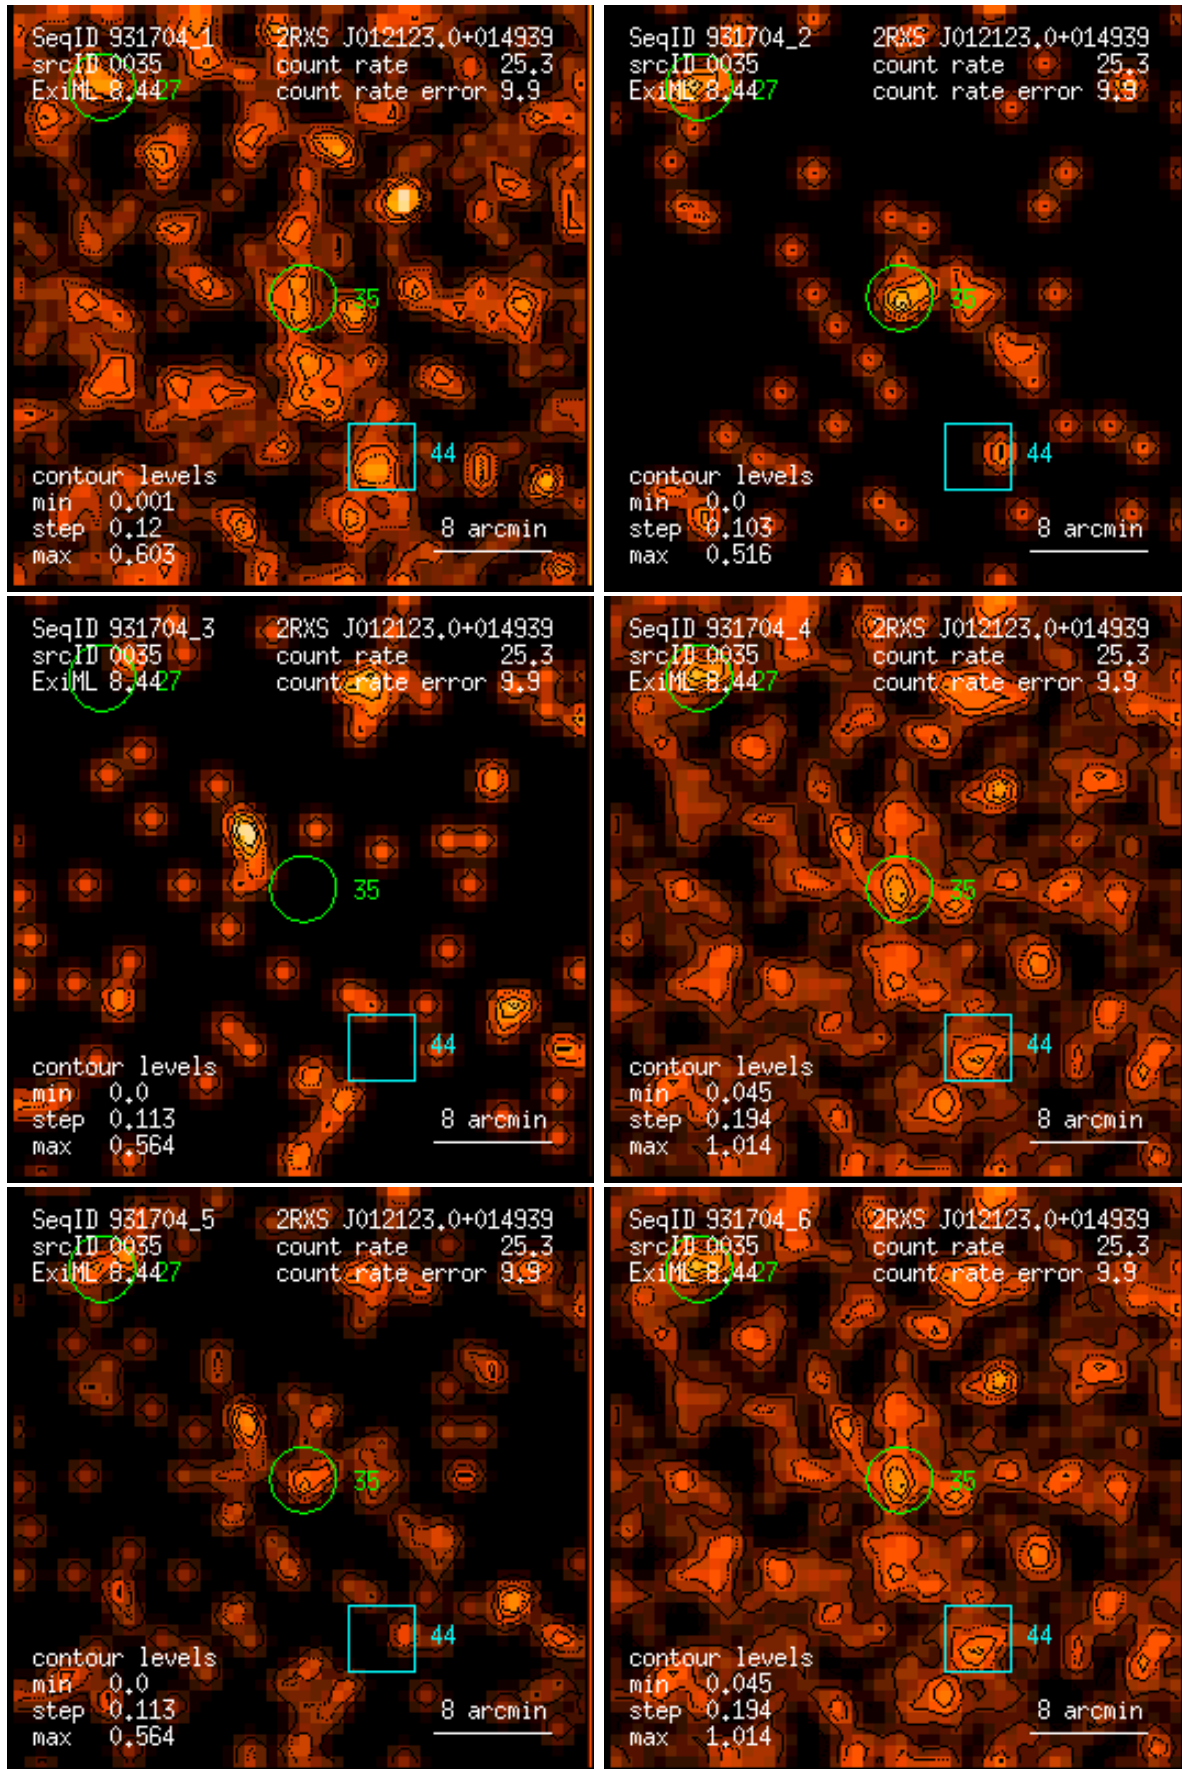 SeqID 931704_1 2RXS J012123.0+014939
srcID 0035 count rate 25.3
ExiML 8.44 27 count rate error 9.9
35
44
contour levels
min 0.001
step 0.12 8 arcmin
max 0.603
SeqID 931704_2 2RXS J012123.0+014939
srcID 0035 count rate 25.3
ExiML 8.44 27 count rate error 9.9
35
44
contour levels
min 0.0
step 0.103 8 arcmin
max 0.516
SeqID 931704_3 2RXS J012123.0+014939
srcID 0035 count rate 25.3
ExiML 8.44 27 count rate error 9.9
35
44
contour levels
min 0.0
step 0.113 8 arcmin
max 0.564
SeqID 931704_4 2RXS J012123.0+014939
srcID 0035 count rate 25.3
ExiML 8.44 27 count rate error 9.9
35
44
contour levels
min 0.045
step 0.194 8 arcmin
max 1.014
SeqID 931704_5 2RXS J012123.0+014939
srcID 0035 count rate 25.3
ExiML 8.44 27 count rate error 9.9
35
44
contour levels
min 0.0
step 0.113 8 arcmin
max 0.564
SeqID 931704_6 2RXS J012123.0+014939
srcID 0035 count rate 25.3
ExiML 8.44 27 count rate error 9.9
35
44
contour levels
min 0.045
step 0.194 8 arcmin
max 1.014